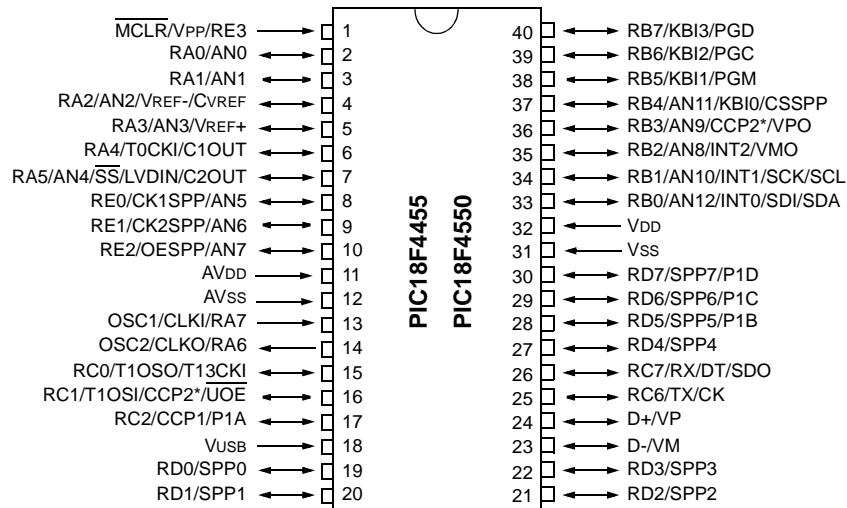 MCLR/VPP/RE3 1
RA0/AN0 2
RA1/AN1 3
RA2/AN2/VREF-/CVREF 4
RA3/AN3/VREF+ 5
RA4/T0CKI/C1OUT 6
RA5/AN4/SS/LVDIN/C2OUT 7
RE0/CK1SPP/AN5 8
RE1/CK2SPP/AN6 9
RE2/OESPP/AN7 10
AVDD 11
AVSS 12
OSC1/CLKI/RA7 13
OSC2/CLKO/RA6 14
RC0/T1OSO/T13CKI 15
RC1/T1OSI/CCP2*/UOE 16
RC2/CCP1/P1A 17
VUSB 18
RD0/SPP0 19
RD1/SPP1 20
PIC18F4455
PIC18F4550
40 RB7/KBI3/PGD
39 RB6/KBI2/PGC
38 RB5/KBI1/PGM
37 RB4/AN11/KBI0/CSSPP
36 RB3/AN9/CCP2*/VPO
35 RB2/AN8/INT2/VMO
34 RB1/AN10/INT1/SCK/SCL
33 RB0/AN12/INT0/SDI/SDA
32 VDD
31 VSS
30 RD7/SPP7/P1D
29 RD6/SPP6/P1C
28 RD5/SPP5/P1B
27 RD4/SPP4
26 RC7/RX/DT/SDO
25 RC6/TX/CK
24 D+/VP
23 D-/VM
22 RD3/SPP3
21 RD2/SPP2